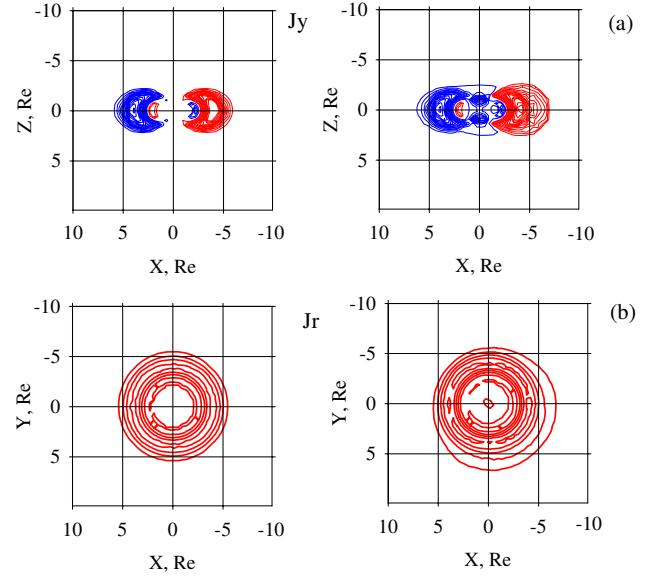 Jy (a)
-10 -10
-5 -5
Z, Re 0 Z, Re 0
5 5
10 5 0 -5 -10 10 5 0 -5 -10
X, Re X, Re
-10 Jr -10 (b)
-5 -5
Y, Re 0 Y, Re 0
5 5
10 5 0 -5 -10 10 5 0 -5 -10
X, Re X, Re